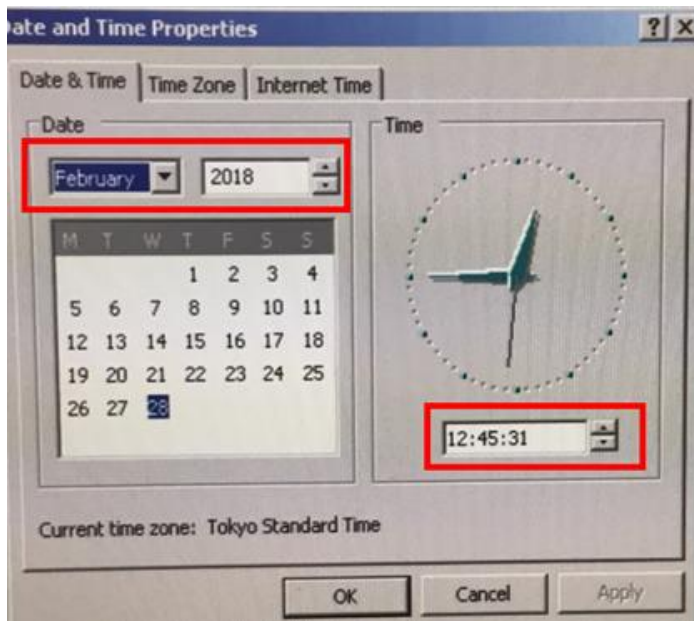 ate and Time Properties
Date & Time Time Zone Internet Time
Date
Time
February 2018
M T W T F S S
1 2 3 4
5 6 7 8 9 10 11
12 13 14 15 16 17 18
19 20 21 22 23 24 25
26 27 28
12:45:31
Current time zone: Tokyo Standard Time
OK Cancel Apply